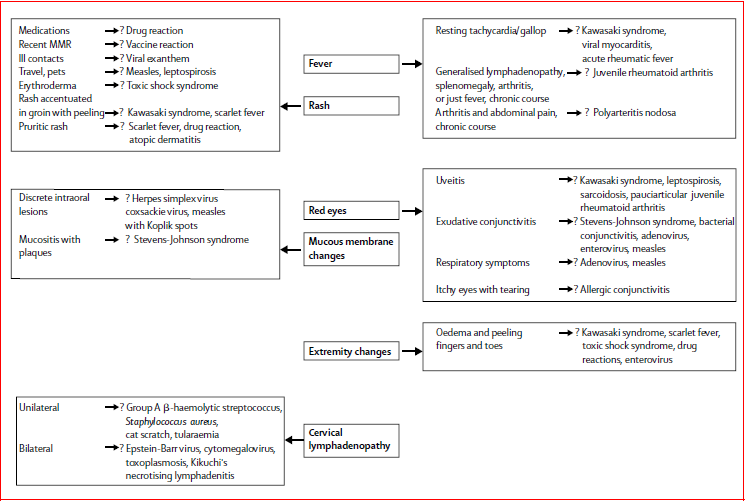 Medications → ? Drug reaction
Recent MMR → ? Vaccine reaction
Ill contacts → ? Viral exanthem
Travel, pets → ? Measles, leptospirosis
Erythroderma → ? Toxic shock syndrome
Rash accentuated
in groin with peeling → ? Kawasaki syndrome, scarlet fever
Pruritic rash → ? Scarlet fever, drug reaction,
atopic dermatitis
Fever
Rash
Resting tachycardia/gallop → ? Kawasaki syndrome,
viral myocarditis,
acute rheumatic fever
Generalised lymphadenopathy,
splenomegaly, arthritis, → ? Juvenile rheumatoid arthritis
or just fever, chronic course
Arthritis and abdominal pain, → ? Polyarteritis nodosa
chronic course
Discrete intraoral → ? Herpes simplex virus
lesions coxsackie virus, measles
with Koplik spots
Mucositis with → ? Stevens-Johnson syndrome
plaques
Red eyes
Mucous membrane
changes
Uveitis → ? Kawasaki syndrome, leptospirosis,
sarcoidosis, pauciarticular juvenile
rheumatoid arthritis
Exudative conjunctivitis → ? Stevens-Johnson syndrome, bacterial
conjunctivitis, adenovirus,
enterovirus, measles
Respiratory symptoms → ? Adenovirus, measles
Itchy eyes with tearing → ? Allergic conjunctivitis
Extremity changes
Oedema and peeling → ? Kawasaki syndrome, scarlet fever,
fingers and toes toxic shock syndrome, drug
reactions, enterovirus
Unilateral → ? Group A β-haemolytic streptococcus,
Staphylococcus aureus,
cat scratch, tularaemia
Bilateral → ? Epstein-Barr virus, cytomegalovirus,
toxoplasmosis, Kikuchi's
necrotising lymphadenitis
Cervical
lymphadenopathy